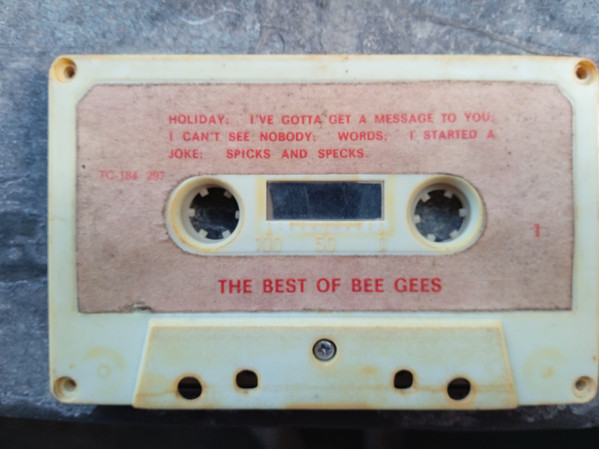 HOLIDAY; I'VE GOTTA GET A MESSAGE TO YOU;
I CAN'T SEE NOBODY; WORDS; I STARTED A
JOKE; SPICKS AND SPECKS.
TC-184 297
100 50
1
THE BEST OF BEE GEES